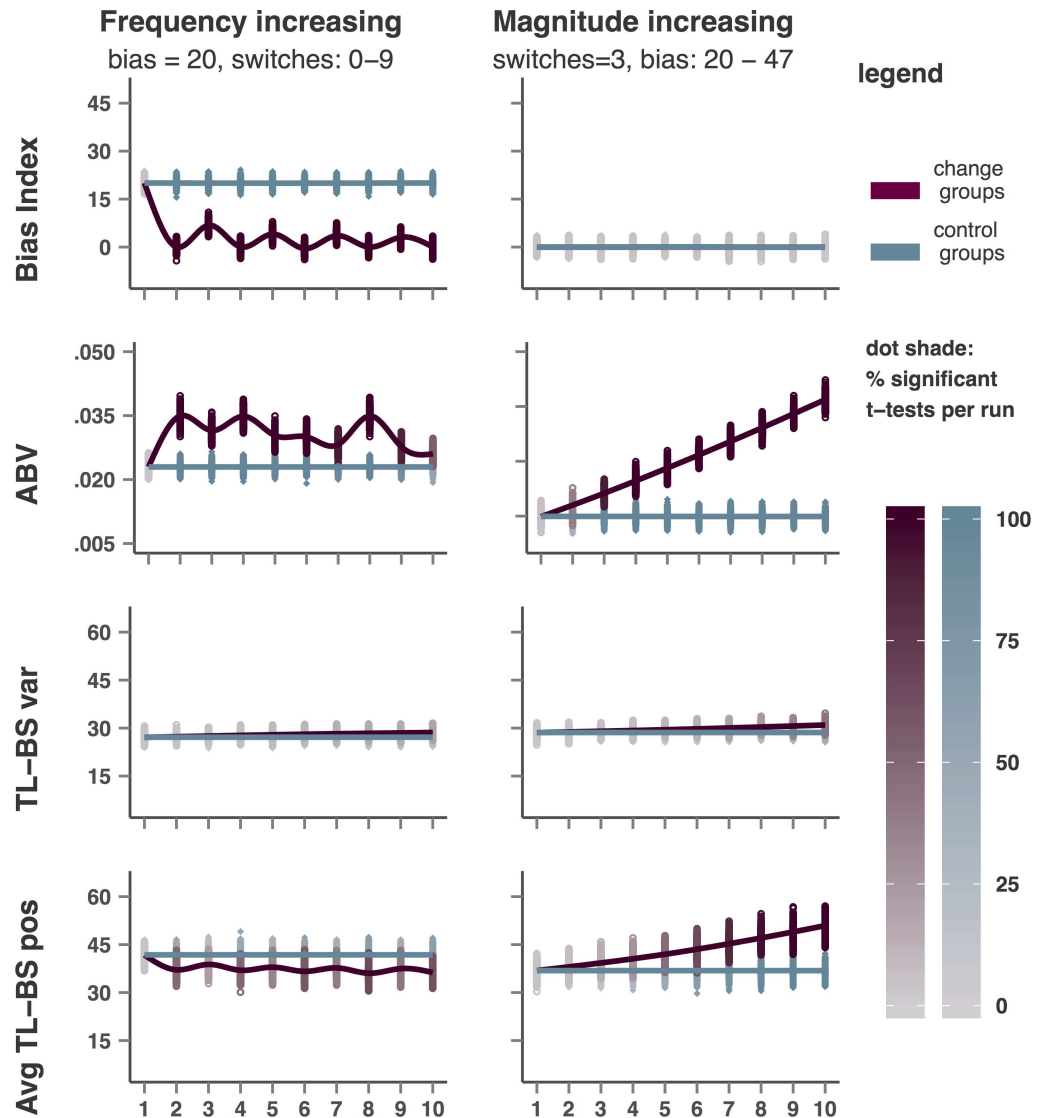 Frequency increasing
bias = 20, switches: 0–9
Magnitude increasing
switches=3, bias: 20 – 47
legend
change
groups
control
groups
dot shade:
% significant
t–tests per run
100
75
50
25
0
Bias Index
45
30
15
0
1 2 3 4 5 6 7 8 9 10
1 2 3 4 5 6 7 8 9 10
ABV
.050
.035
.020
.005
TL–BS var
60
45
30
15
Avg TL–BS pos
60
45
30
15